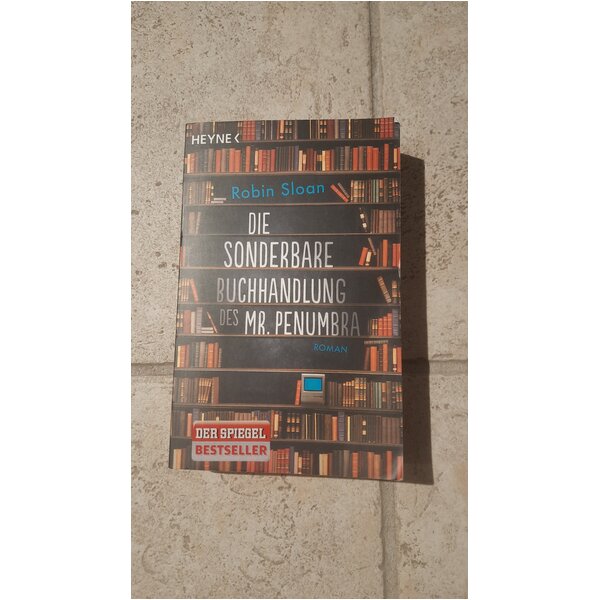 HEYNE<
Robin Sloan
DIE
SONDERBARE
BUCHHANDLUNG
DES MR. PENUMBRA
ROMAN
DER SPIEGEL
BESTSELLER